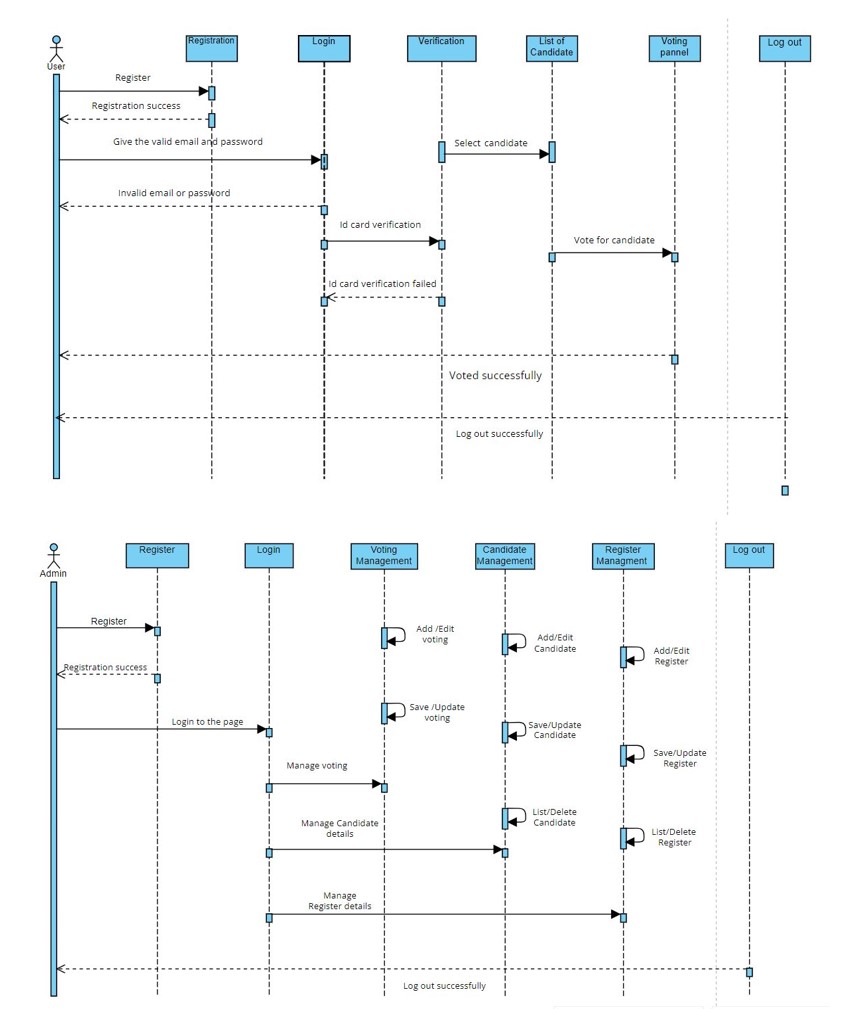 Registration
Login
Verification
List of
Candidate
Voting
pannel
Log out
User
Register
Registration success
Give the valid email and password
Select candidate
Invalid email or password
Id card verification
Vote for candidate
Id card verification failed
Voted successfully
Log out successfully
Register
Login
Voting
Management
Candidate
Management
Register
Managment
Log out
Admin
Register
Add /Edit
voting
Add/Edit
Candidate
Add/Edit
Register
Registration success
Save /Update
voting
Login to the page
Save/Update
Candidate
Save/Update
Register
Manage voting
List/Delete
Candidate
Manage Candidate
details
List/Delete
Register
Manage
Register details
Log out successfully